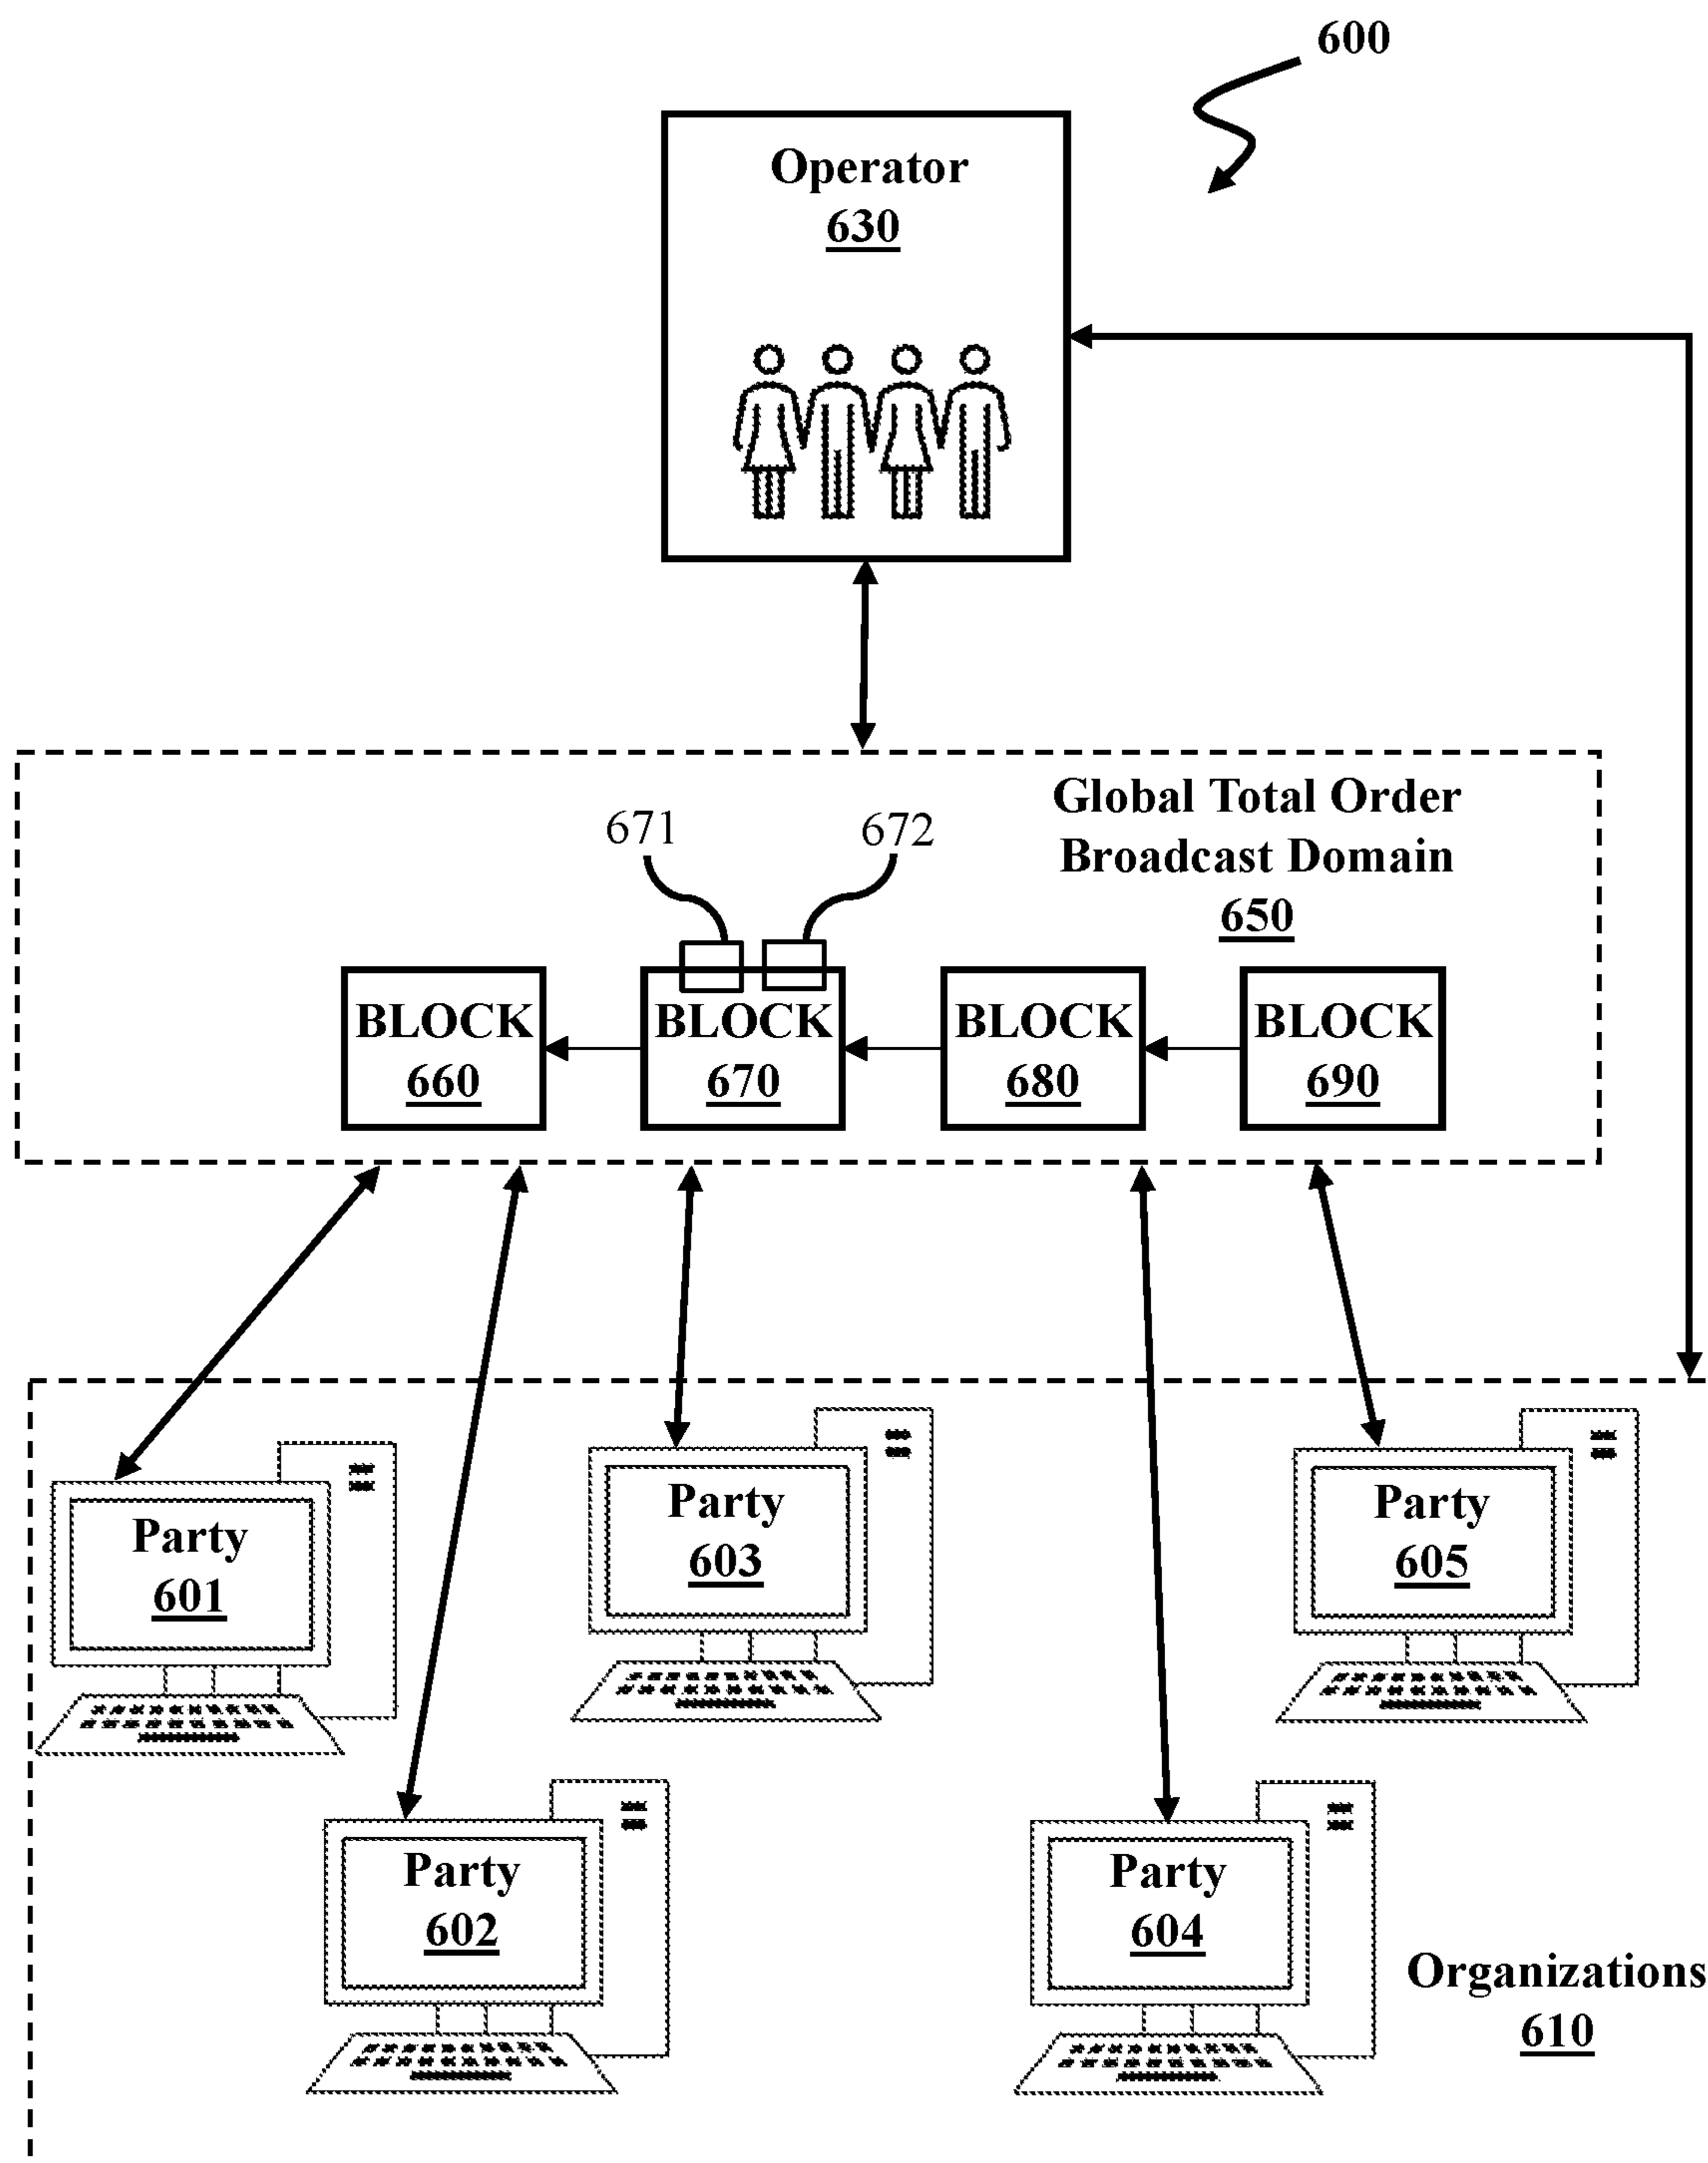 600
Operator
630
Global Total Order
Broadcast Domain
650
671
672
BLOCK
660
BLOCK
670
BLOCK
680
BLOCK
690
Party
601
Party
603
Party
605
Party
602
Party
604
Organizations
610